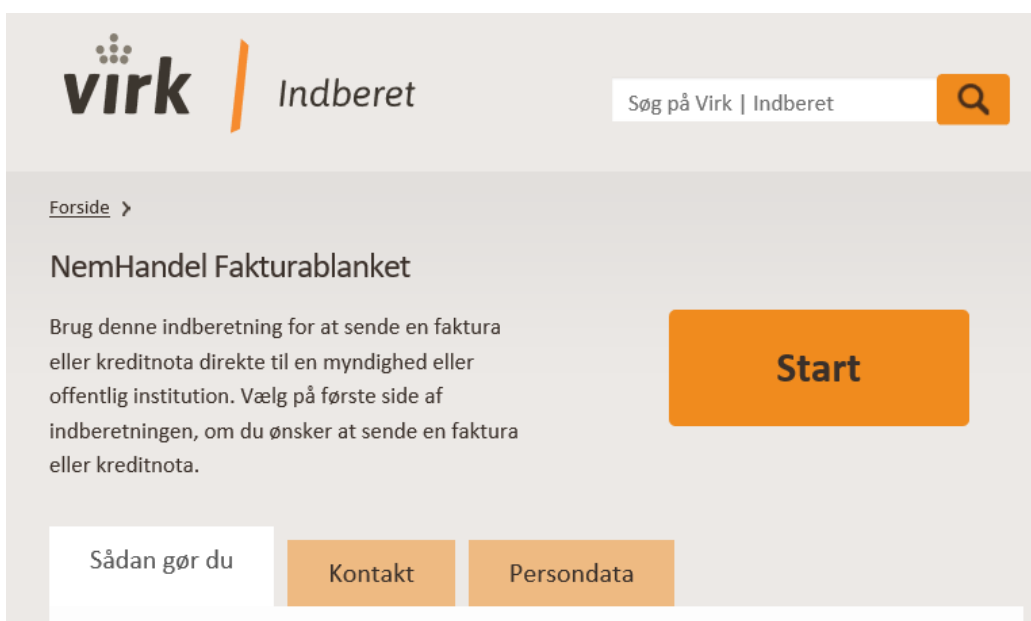 virk
Indberet
Søg på Virk | Indberet
Forside
NemHandel Fakturablanket
Brug denne indberetning for at sende en faktura
eller kreditnota direkte til en myndighed eller
offentlig institution. Vælg på første side af
indberetningen, om du ønsker at sende en faktura
eller kreditnota.
Start
Sådan gør du
Kontakt
Persondata